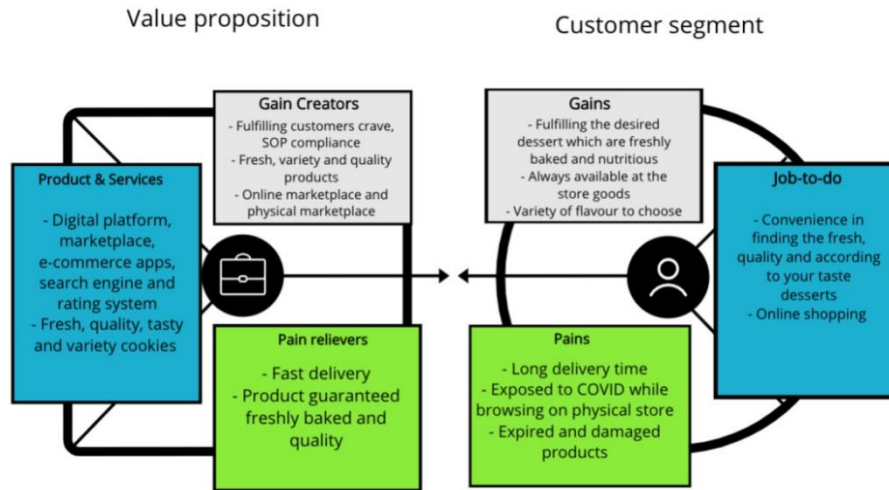 Value proposition
Customer segment
Gain Creators
- Fulfilling customers crave,
SOP compliance
- Fresh, variety and quality
products
- Online marketplace and
physical marketplace
Product & Services
- Digital platform,
marketplace,
e-commerce apps,
search engine and
rating system
- Fresh, quality, tasty
and variety cookies
Pain relievers
- Fast delivery
- Product guaranteed
freshly baked and
quality
Gains
- Fulfilling the desired
dessert which are freshly
baked and nutritious
- Always available at the
store goods
- Variety of flavour to choose
Job-to-do
- Convenience in
finding the fresh,
quality and according
to your taste
desserts
- Online shopping
Pains
- Long delivery time
- Exposed to COVID while
browsing on physical store
- Expired and damaged
products